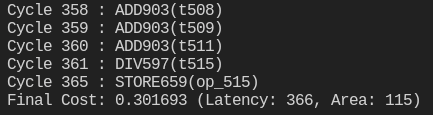 Cycle 358 : ADD903(t508)
Cycle 359 : ADD903(t509)
Cycle 360 : ADD903(t511)
Cycle 361 : DIV597(t515)
Cycle 365 : STORE659(op_515)
Final Cost: 0.301693 (Latency: 366, Area: 115)